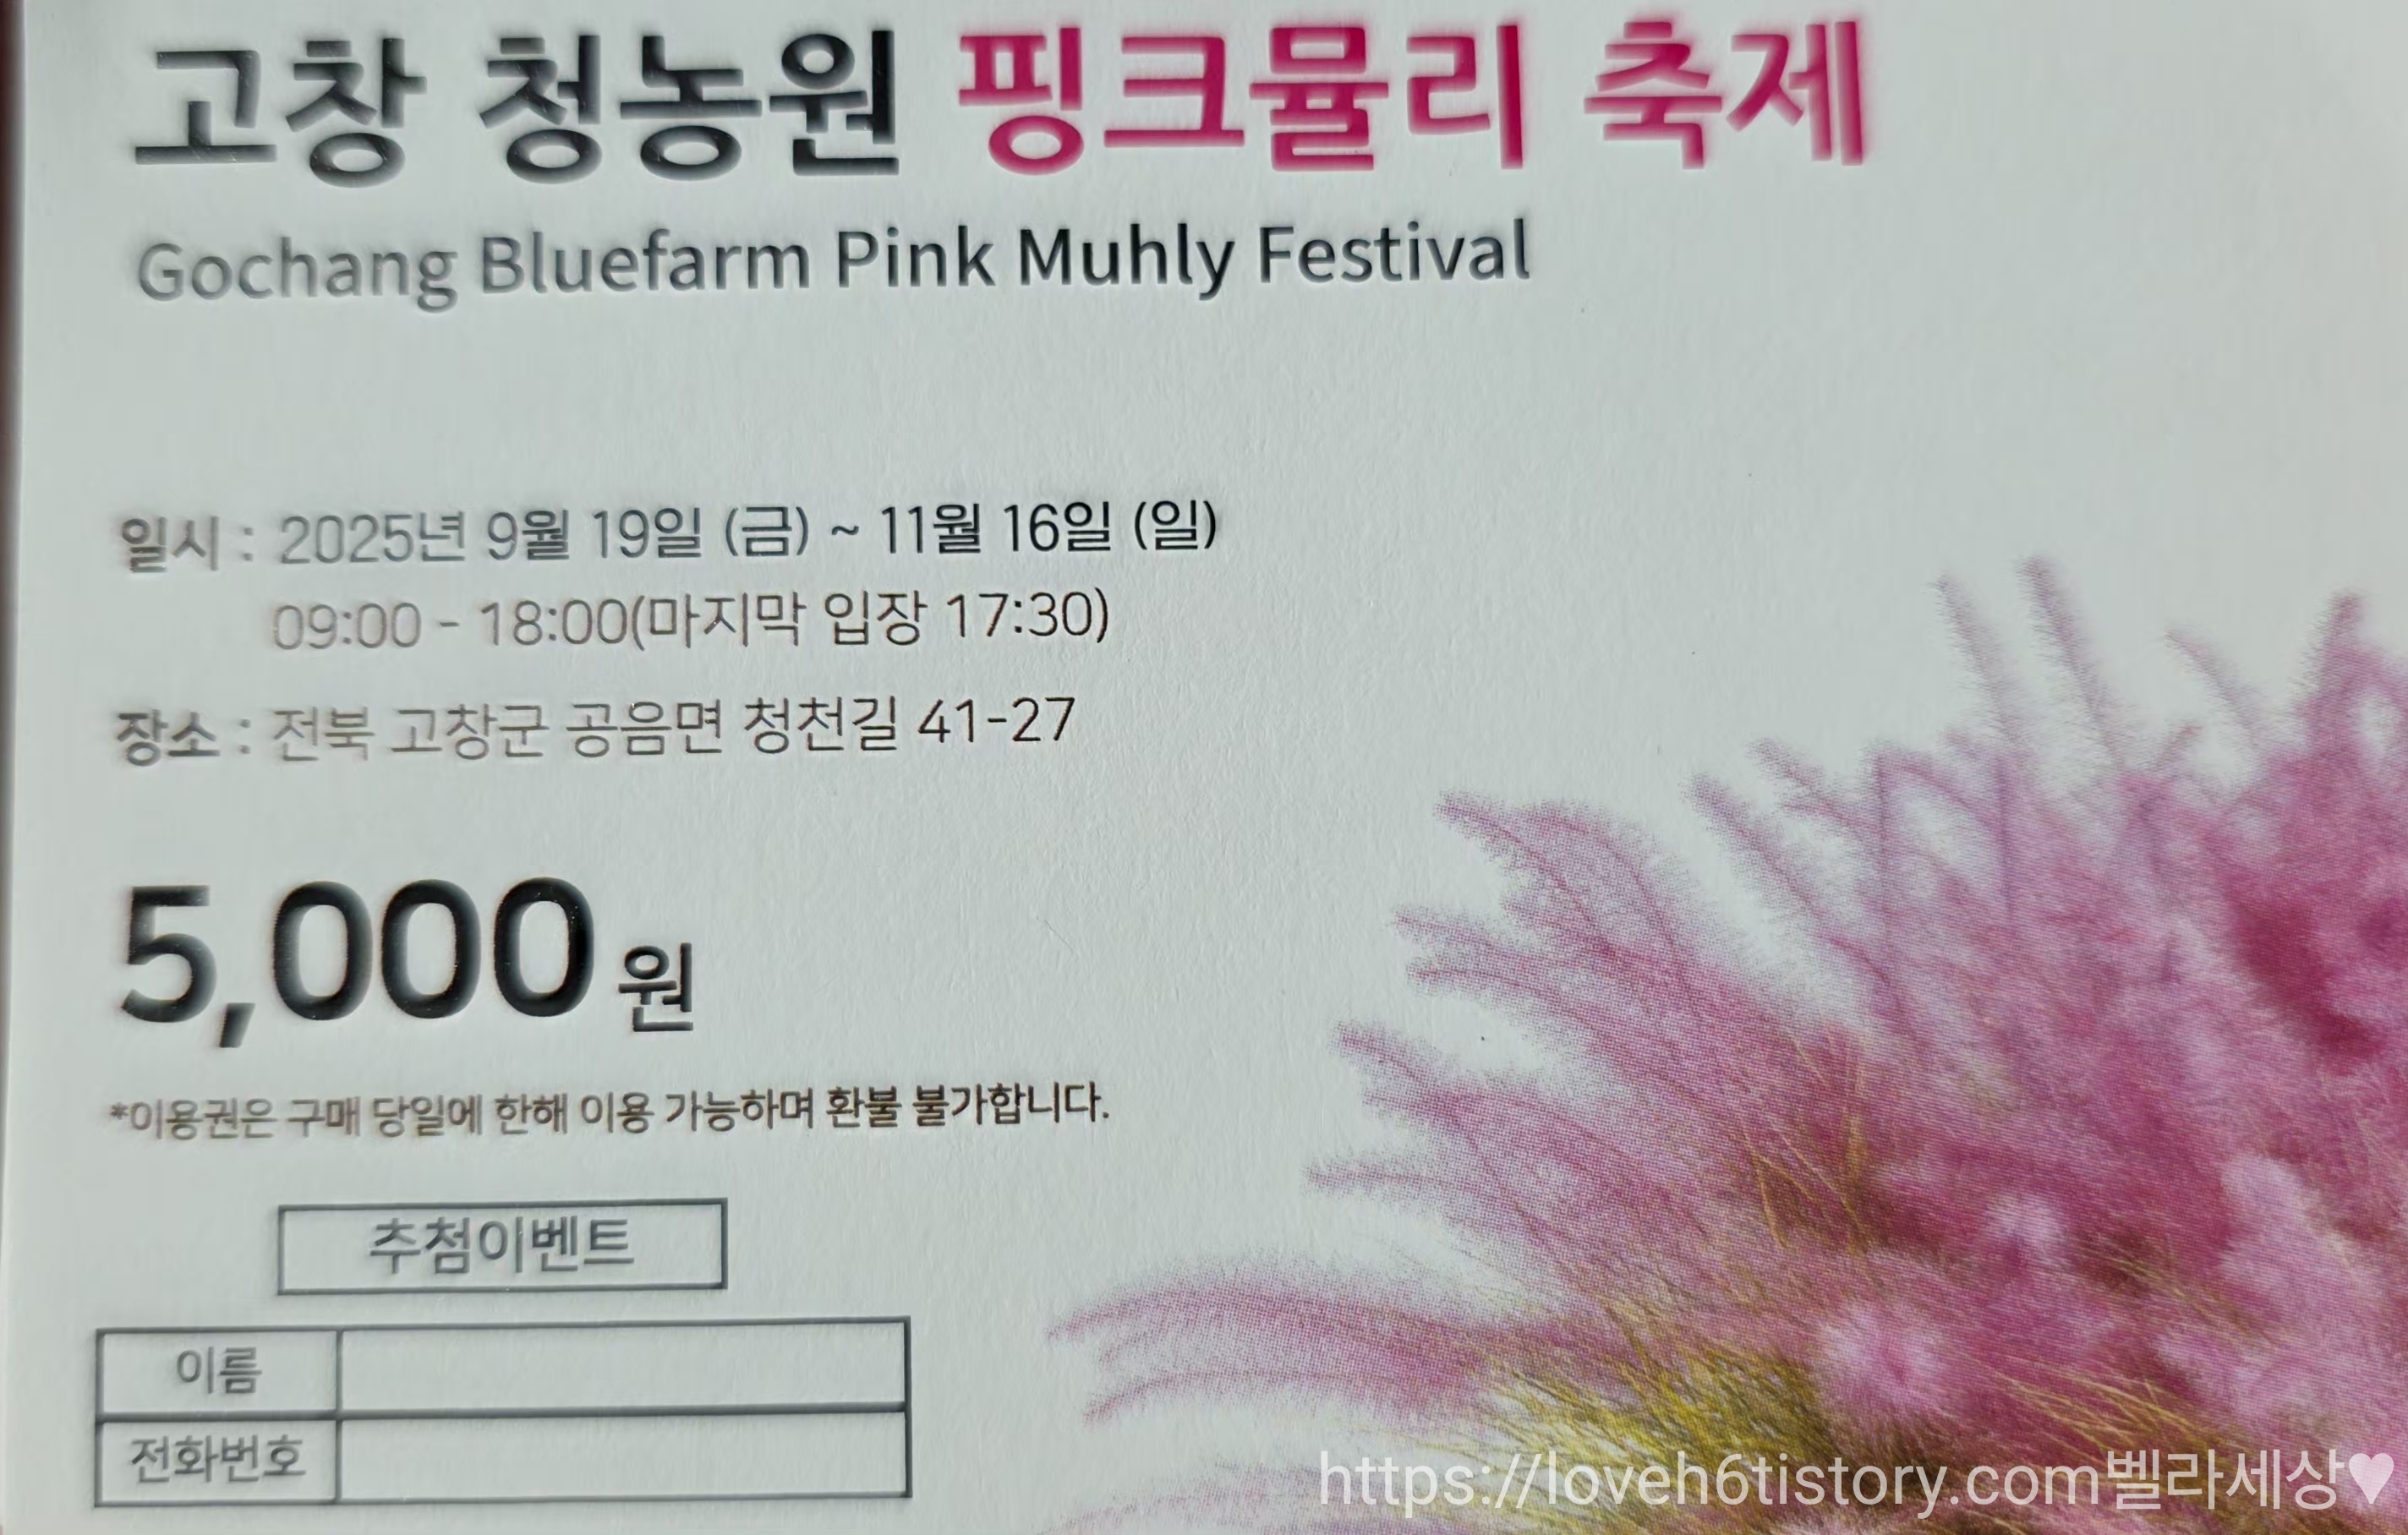 고창 청농원 핑크뮬리 축제
Gochang Bluefarm Pink Muhly Festival
일시 : 2025년 9월 19일 (금) ~ 11월 16일 (일)
09:00 - 18:00(마지막 입장 17:30)
장소 : 전북 고창군 공음면 청천길 41-27
5,000 원
*이용권은 구매 당일에 한해 이용 가능하며 환불 불가합니다.
추첨이벤트
이름
전화번호
https://loveh6tistory.com벨라세상♥